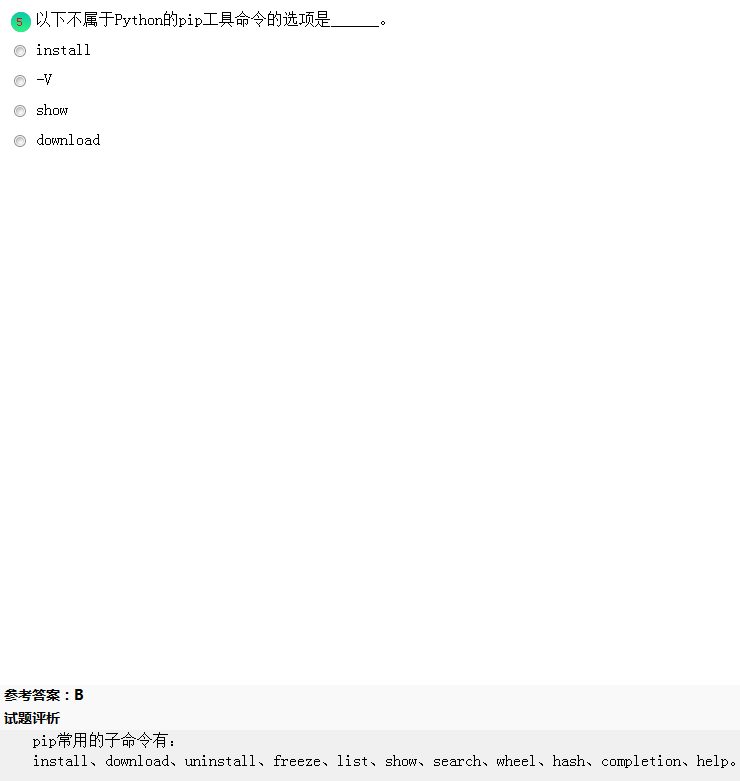 5 以下不属于Python的pip工具命令的选项是______。
install
-V
show
download
参考答案：B
试题评析
pip常用的子命令有：
install、download、uninstall、freeze、list、show、search、wheel、hash、completion、help。